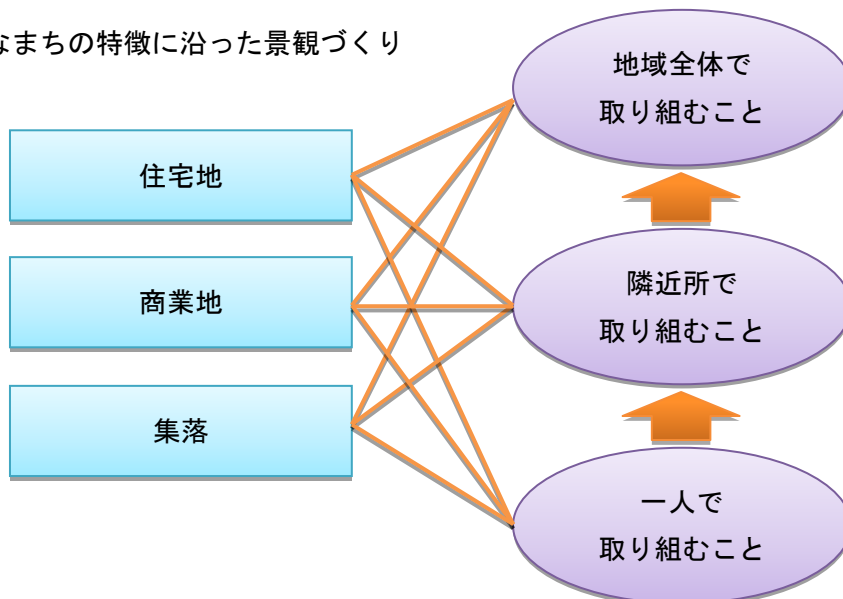 なまちの特徴に沿った景観づくり
住宅地
商業地
集落
地域全体で
取り組むこと
隣近所で
取り組むこと
一人で
取り組むこと